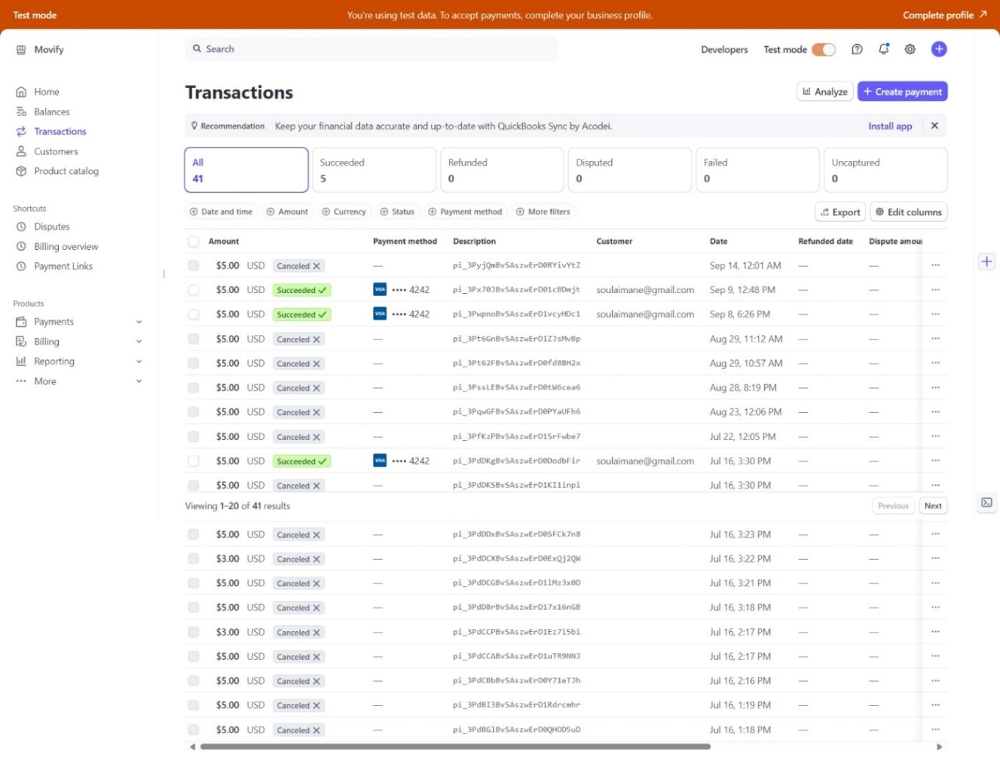 Test mode
You're using test data. To accept payments, complete your business profile.
Complete profile
Movify
Search
Developers
Test mode
Home
Balances
Transactions
Customers
Product catalog
Shortcuts
Disputes
Billing overview
Payment Links
Products
Payments
Billing
Reporting
More
Transactions
Analyze
+ Create payment
Recommendation Keep your financial data accurate and up-to-date with QuickBooks Sync by Acodei.
Install app
All
41
Succeeded
5
Refunded
0
Disputed
0
Failed
0
Uncaptured
0
Date and time Amount Currency Status Payment method More filters
Export Edit columns
Amount Payment method Description Customer Date Refunded date Dispute amou
$5.00 USD Canceled — pi_3PyjQmBvSAszwErD0RYivYtZ Sep 14, 12:01 AM — — ···
$5.00 USD Succeeded VISA •••• 4242 pi_3Px70JBvSAszwErD01cBDmjt soulaimane@gmail.com Sep 9, 12:48 PM — — ···
$5.00 USD Succeeded VISA •••• 4242 pi_3PwpnoBvSAszwErD1vcyHDc1 soulaimane@gmail.com Sep 8, 6:26 PM — — ···
$5.00 USD Canceled — pi_3Pt6GnBvSAszwErD1ZJsMvBp Aug 29, 11:12 AM — — ···
$5.00 USD Canceled — pi_3Pt62FBvSAszwErD0fd8BH2x Aug 29, 10:57 AM — — ···
$5.00 USD Canceled — pi_3PssLEBvSAszwErD0tW6cea6 Aug 28, 8:19 PM — — ···
$5.00 USD Canceled — pi_3PqwGFBvSAszwErD0PYaUFh6 Aug 23, 12:06 PM — — ···
$5.00 USD Canceled — pi_3PfKzPBvSAszwErD15rFwbe7 Jul 22, 12:05 PM — — ···
$5.00 USD Succeeded VISA •••• 4242 pi_3PdDKgBvSAszwErD0DodbFir soulaimane@gmail.com Jul 16, 3:30 PM — — ···
$5.00 USD Canceled — pi_3PdDKSBvSAszwErD1KI1inpi Jul 16, 3:30 PM — — ···
Viewing 1–20 of 41 results
Previous Next
$5.00 USD Canceled — pi_3PdDDxBvSAszwErD0SFCk7n8 Jul 16, 3:23 PM — — ···
$3.00 USD Canceled — pi_3PdDCXBvSAszwErD0ExQj2QW Jul 16, 3:22 PM — — ···
$5.00 USD Canceled — pi_3PdDCGBvSAszwErD1lMz3x0D Jul 16, 3:21 PM — — ···
$5.00 USD Canceled — pi_3PdD8rBvSAszwErD17x16nGB Jul 16, 3:18 PM — — ···
$3.00 USD Canceled — pi_3PdCCPBvSAszwErD1Ez7i5bi Jul 16, 2:17 PM — — ···
$5.00 USD Canceled — pi_3PdCCABvSAszwErD1uTR9NNJ Jul 16, 2:17 PM — — ···
$5.00 USD Canceled — pi_3PdCBbBvSAszwErD0Y71eTJh Jul 16, 2:16 PM — — ···
$5.00 USD Canceled — pi_3PdBI3BvSAszwErD1Rdrcmhr Jul 16, 1:19 PM — — ···
$5.00 USD Canceled — pi_3PdBGlBvSAszwErD0QHOD5uD Jul 16, 1:18 PM — — ···